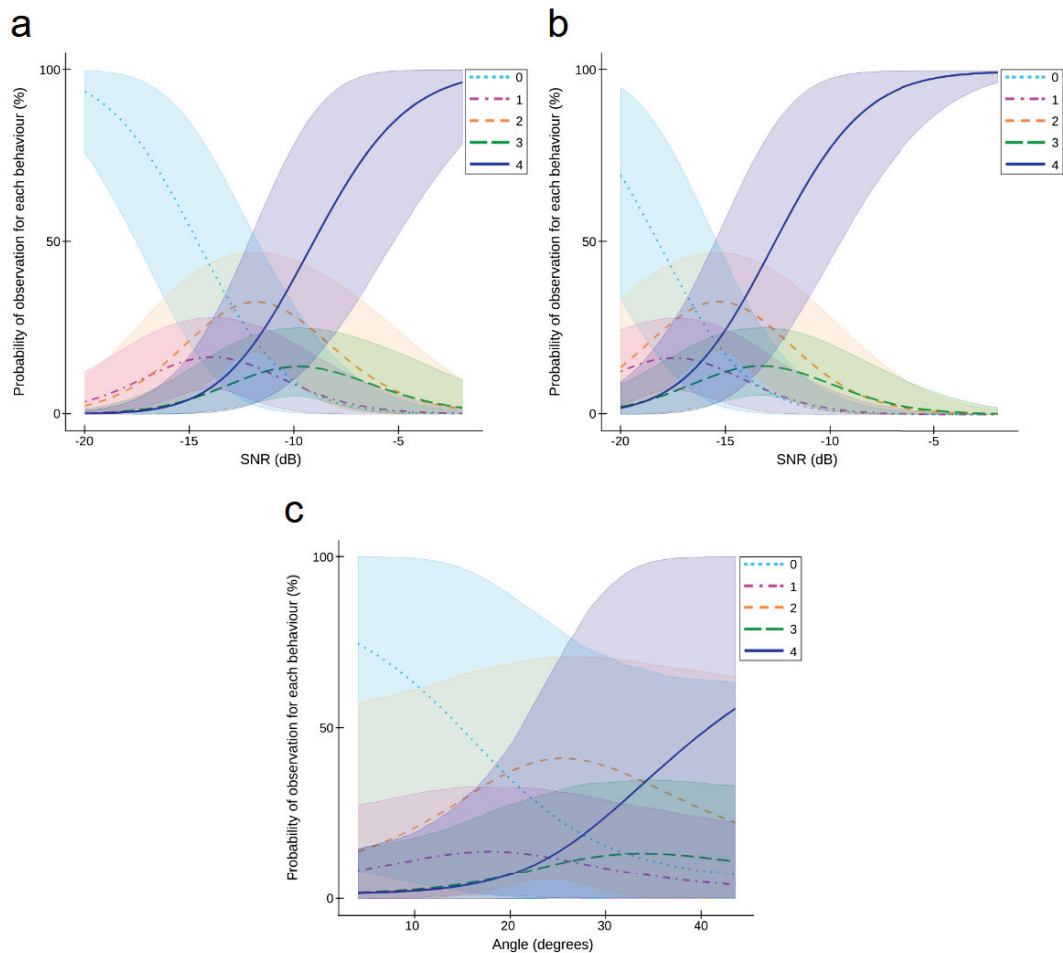 a
Probability of observation for each behaviour (%)
100
50
0
-20 -15 -10 -5
SNR (dB)
0
1
2
3
4
b
Probability of observation for each behaviour (%)
100
50
0
-20 -15 -10 -5
SNR (dB)
0
1
2
3
4
c
Probability of observation for each behaviour (%)
100
50
0
10 20 30 40
Angle (degrees)
0
1
2
3
4